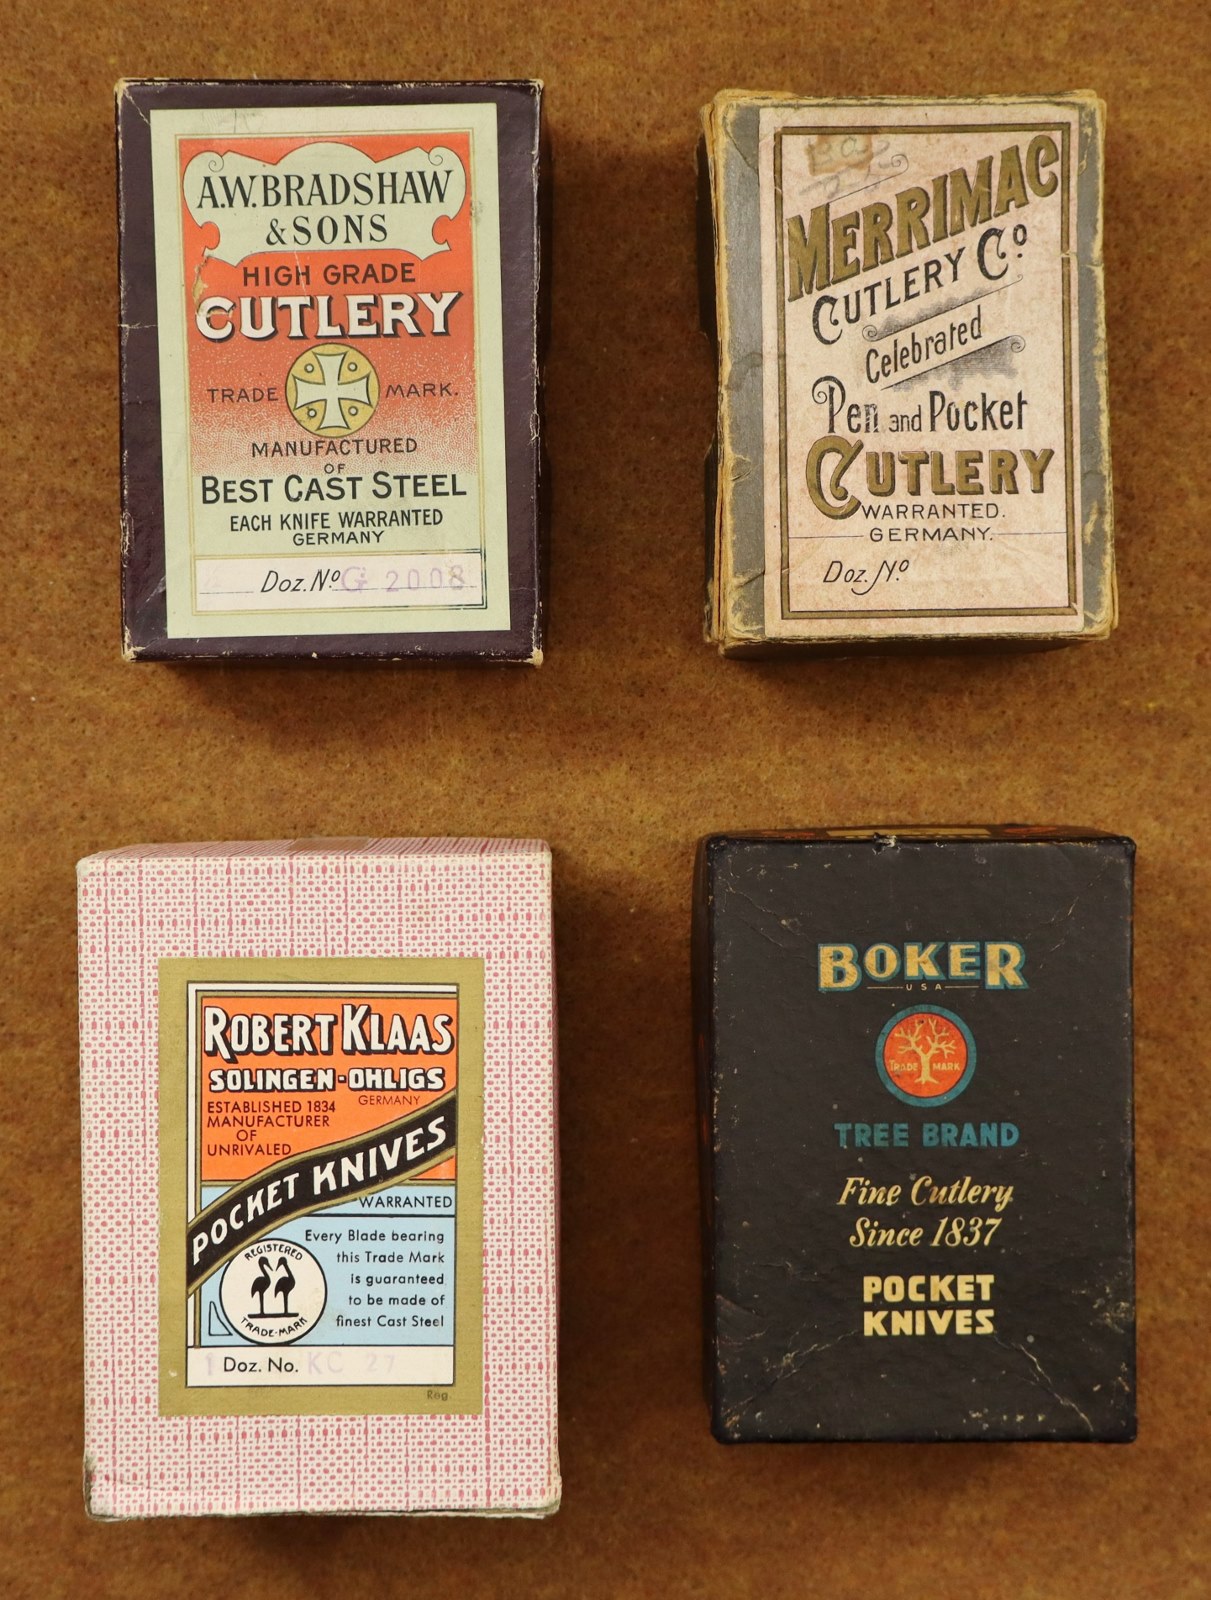 A.W. BRADSHAW
& SONS
HIGH GRADE
CUTLERY
TRADE MARK.
MANUFACTURED
OF
BEST CAST STEEL
EACH KNIFE WARRANTED
GERMANY
Doz. No G 2008
MERRIMAC
CUTLERY Co
Celebrated
Pen and Pocket
CUTLERY
WARRANTED.
GERMANY.
Doz. No
ROBERT KLAAS
SOLINGEN-OHLIGS
GERMANY
ESTABLISHED 1834
MANUFACTURER
OF
UNRIVALED
POCKET KNIVES
WARRANTED
Every Blade bearing
this Trade Mark
is guaranteed
to be made of
finest Cast Steel
REGISTERED
TRADE-MARK
1 Doz. No. KC 27
Reg.
BOKER
USA
TRADE MARK
TREE BRAND
Fine Cutlery
Since 1837
POCKET
KNIVES